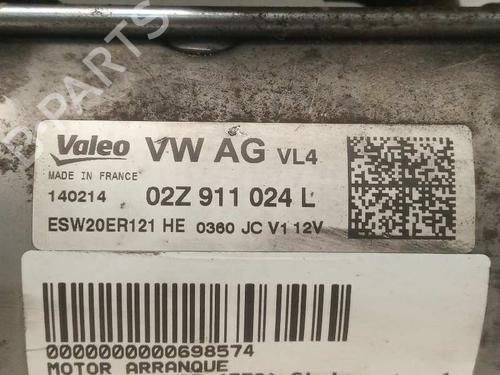 Valeo VW AG VL4
MADE IN FRANCE
140214 02Z 911 024 L
ESW20ER121 HE 0360 JC V1 12V
0000000000698574
MOTOR ARRANQUE